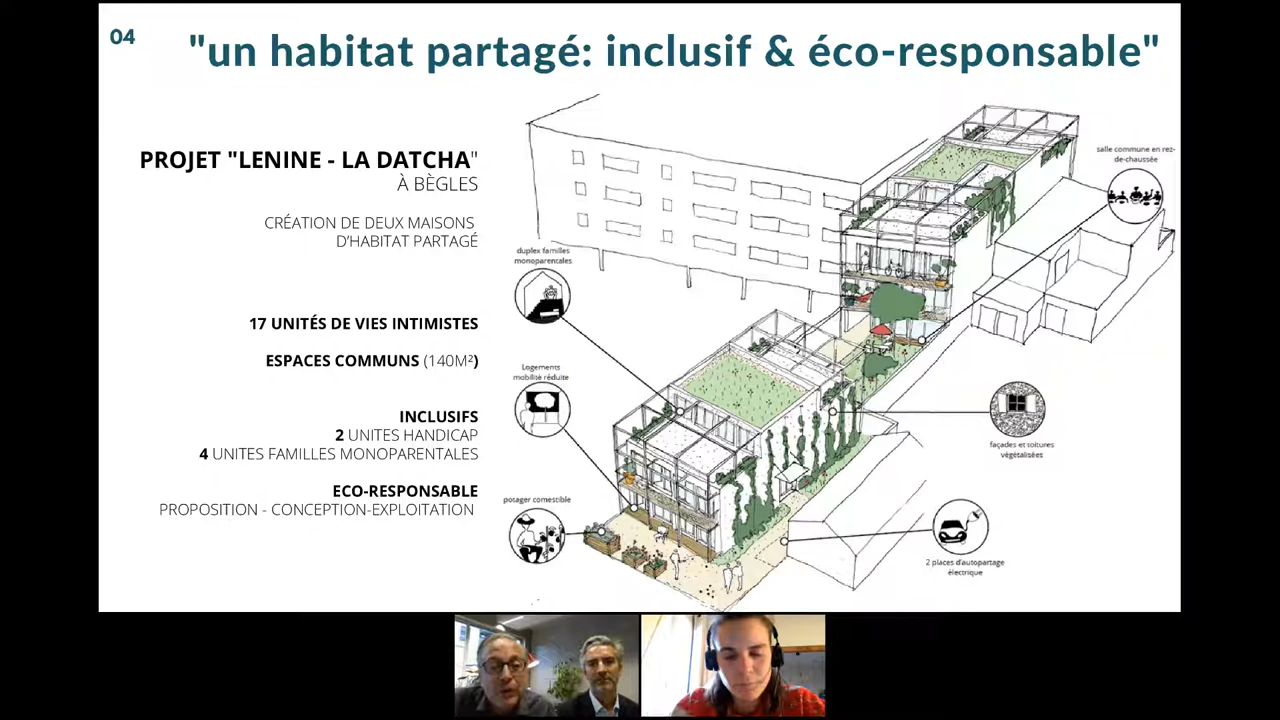 04
"un habitat partagé: inclusif & éco-responsable"
PROJET "LENINE - LA DATCHA"
À BÈGLES
CRÉATION DE DEUX MAISONS
D'HABITAT PARTAGÉ
17 UNITÉS DE VIES INTIMISTES
ESPACES COMMUNS (140M²)
INCLUSIFS
2 UNITES HANDICAP
4 UNITES FAMILLES MONOPARENTALES
ECO-RESPONSABLE
PROPOSITION - CONCEPTION-EXPLOITATION
duplex familles
monoparentales
Logements
mobilité réduite
potager comestible
salle commune en rez-
de-chaussée
façades et toitures
végétalisées
2 places d'autopartage
électrique